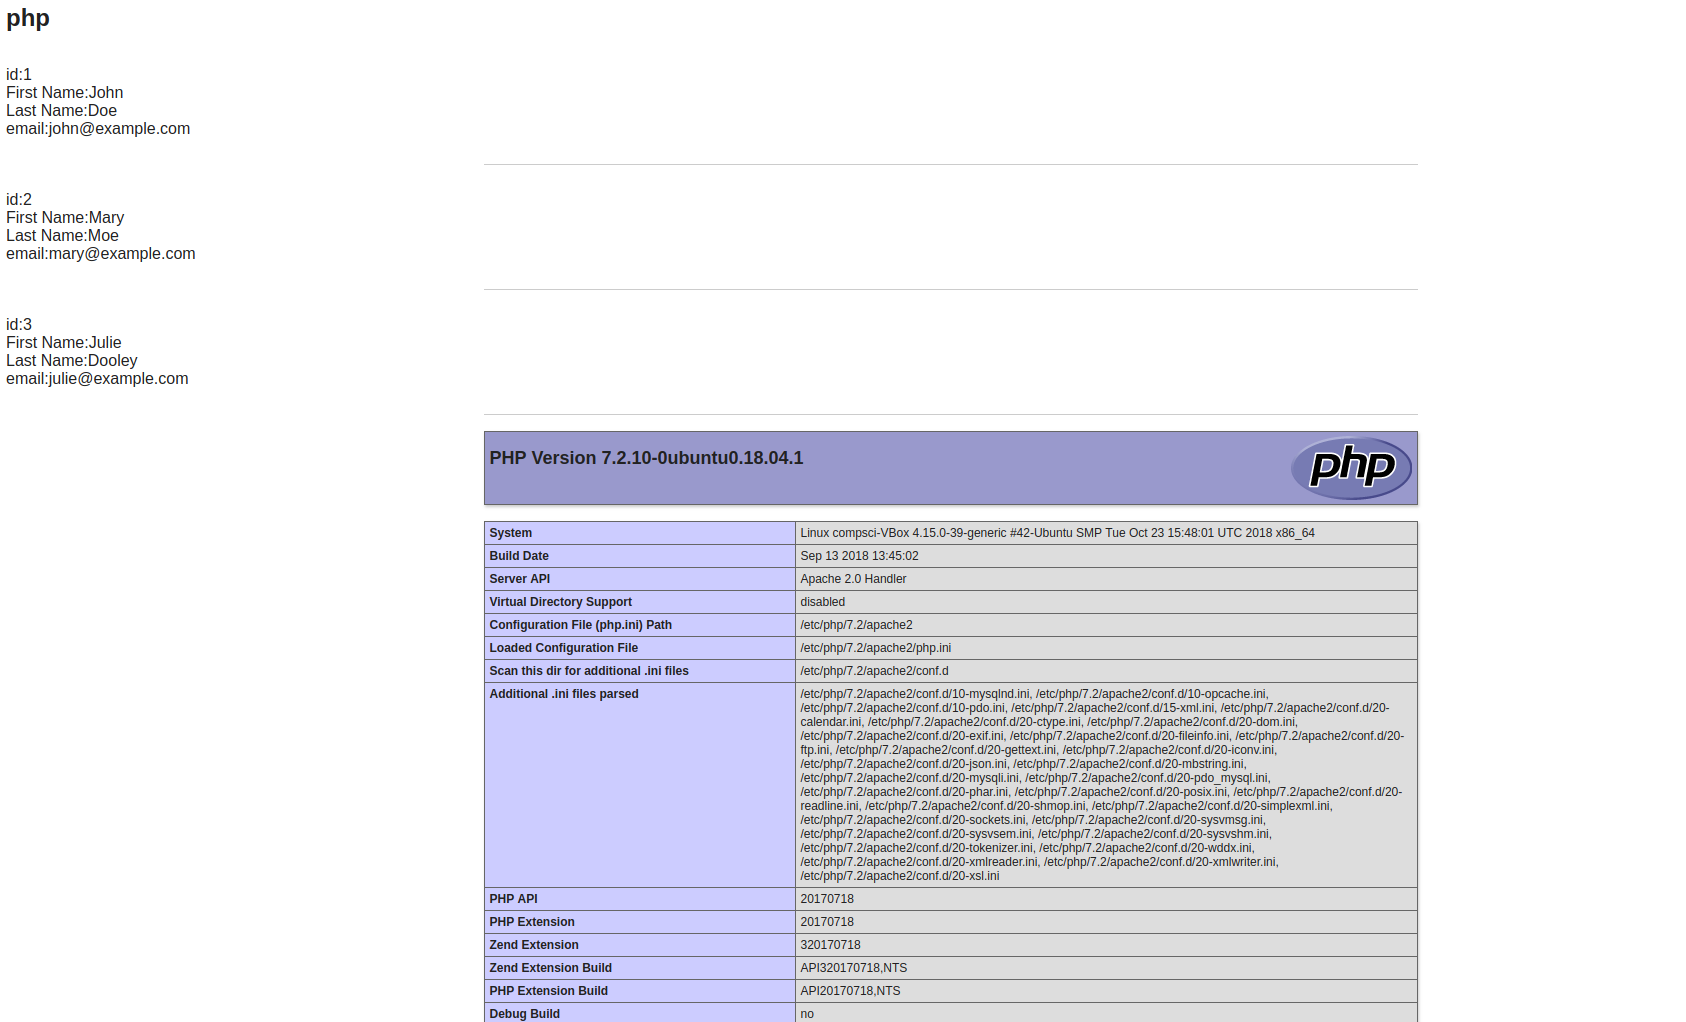 php
id:1
First Name:John
Last Name:Doe
email:john@example.com
id:2
First Name:Mary
Last Name:Moe
email:mary@example.com
id:3
First Name:Julie
Last Name:Dooley
email:julie@example.com
PHP Version 7.2.10-0ubuntu0.18.04.1
php
System Linux compsci-VBox 4.15.0-39-generic #42-Ubuntu SMP Tue Oct 23 15:48:01 UTC 2018 x86_64
Build Date Sep 13 2018 13:45:02
Server API Apache 2.0 Handler
Virtual Directory Support disabled
Configuration File (php.ini) Path /etc/php/7.2/apache2
Loaded Configuration File /etc/php/7.2/apache2/php.ini
Scan this dir for additional .ini files /etc/php/7.2/apache2/conf.d
Additional .ini files parsed /etc/php/7.2/apache2/conf.d/10-mysqlnd.ini, /etc/php/7.2/apache2/conf.d/10-opcache.ini,
/etc/php/7.2/apache2/conf.d/10-pdo.ini, /etc/php/7.2/apache2/conf.d/15-xml.ini, /etc/php/7.2/apache2/conf.d/20-
calendar.ini, /etc/php/7.2/apache2/conf.d/20-ctype.ini, /etc/php/7.2/apache2/conf.d/20-dom.ini,
/etc/php/7.2/apache2/conf.d/20-exif.ini, /etc/php/7.2/apache2/conf.d/20-fileinfo.ini, /etc/php/7.2/apache2/conf.d/20-
ftp.ini, /etc/php/7.2/apache2/conf.d/20-gettext.ini, /etc/php/7.2/apache2/conf.d/20-iconv.ini,
/etc/php/7.2/apache2/conf.d/20-json.ini, /etc/php/7.2/apache2/conf.d/20-mbstring.ini,
/etc/php/7.2/apache2/conf.d/20-mysqli.ini, /etc/php/7.2/apache2/conf.d/20-pdo_mysql.ini,
/etc/php/7.2/apache2/conf.d/20-phar.ini, /etc/php/7.2/apache2/conf.d/20-posix.ini, /etc/php/7.2/apache2/conf.d/20-
readline.ini, /etc/php/7.2/apache2/conf.d/20-shmop.ini, /etc/php/7.2/apache2/conf.d/20-simplexml.ini,
/etc/php/7.2/apache2/conf.d/20-sockets.ini, /etc/php/7.2/apache2/conf.d/20-sysvmsg.ini,
/etc/php/7.2/apache2/conf.d/20-sysvsem.ini, /etc/php/7.2/apache2/conf.d/20-sysvshm.ini,
/etc/php/7.2/apache2/conf.d/20-tokenizer.ini, /etc/php/7.2/apache2/conf.d/20-wddx.ini,
/etc/php/7.2/apache2/conf.d/20-xmlreader.ini, /etc/php/7.2/apache2/conf.d/20-xmlwriter.ini,
/etc/php/7.2/apache2/conf.d/20-xsl.ini
PHP API 20170718
PHP Extension 20170718
Zend Extension 320170718
Zend Extension Build API320170718,NTS
PHP Extension Build API20170718,NTS
Debug Build no